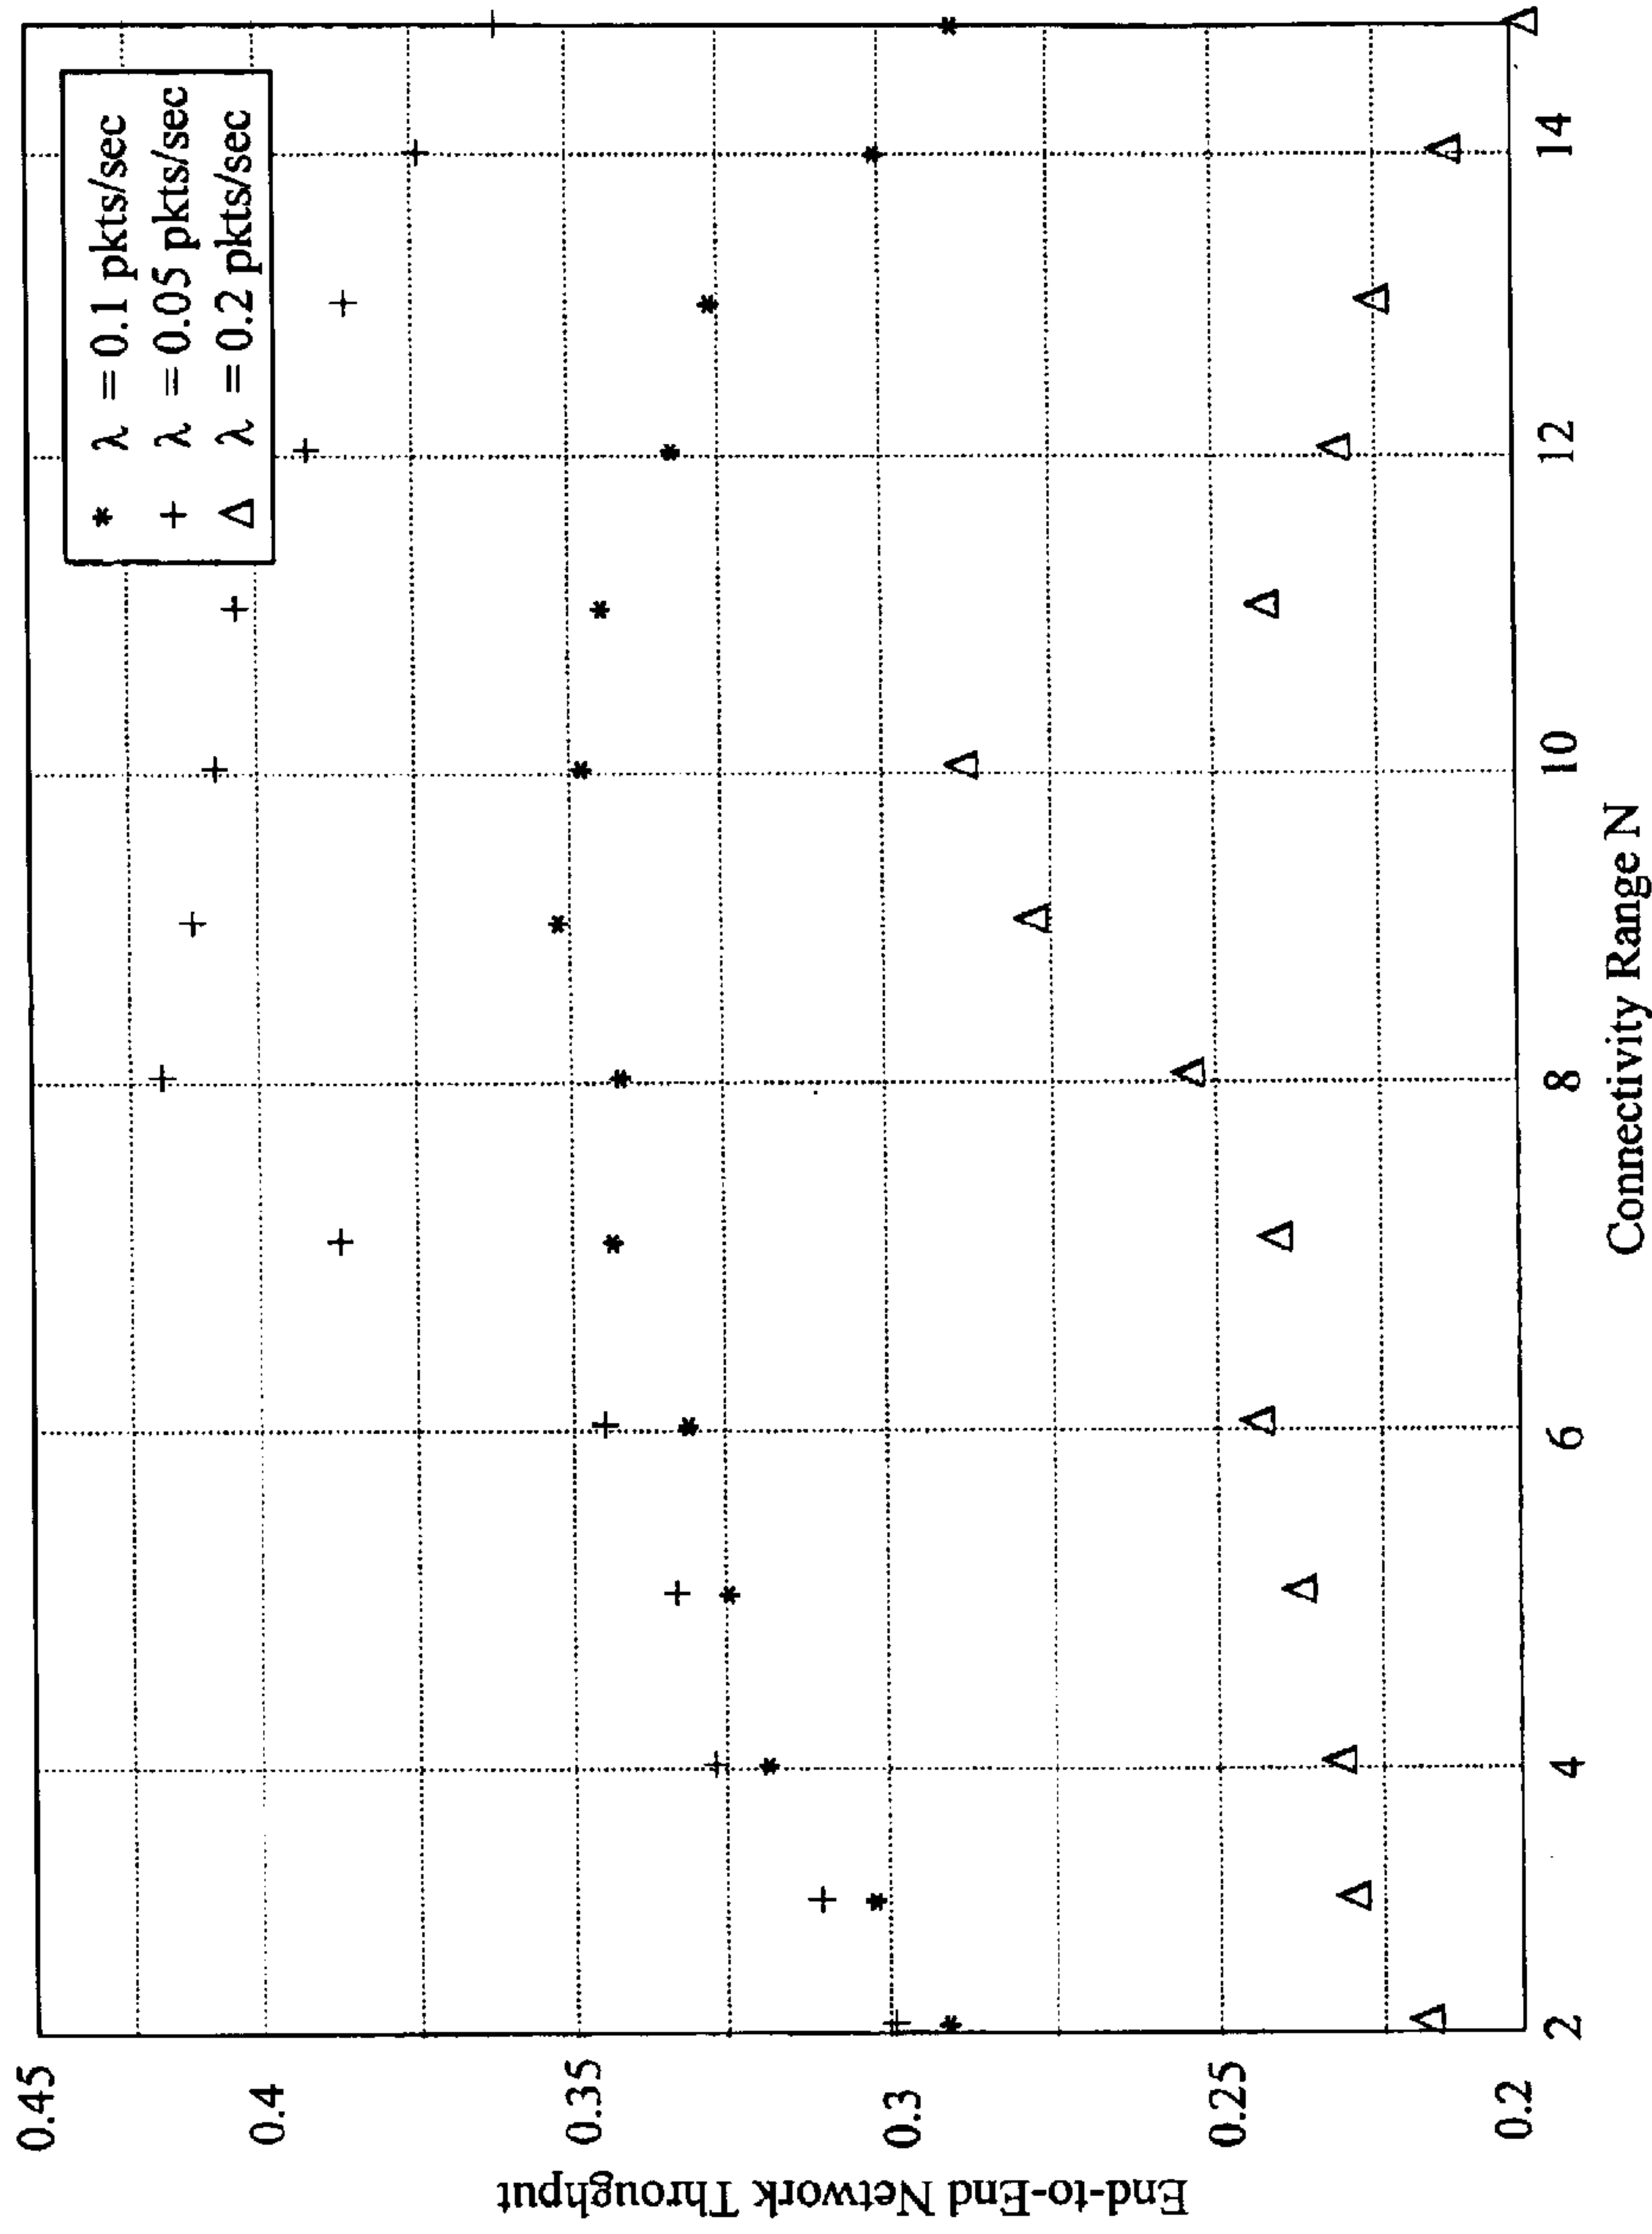 * λ = 0.1 pkts/sec
+ λ = 0.05 pkts/sec
Δ λ = 0.2 pkts/sec
End-to-End Network Throughput
0.45
0.4
0.35
0.3
0.25
0.2
2
4
6
8
10
12
14
Connectivity Range N